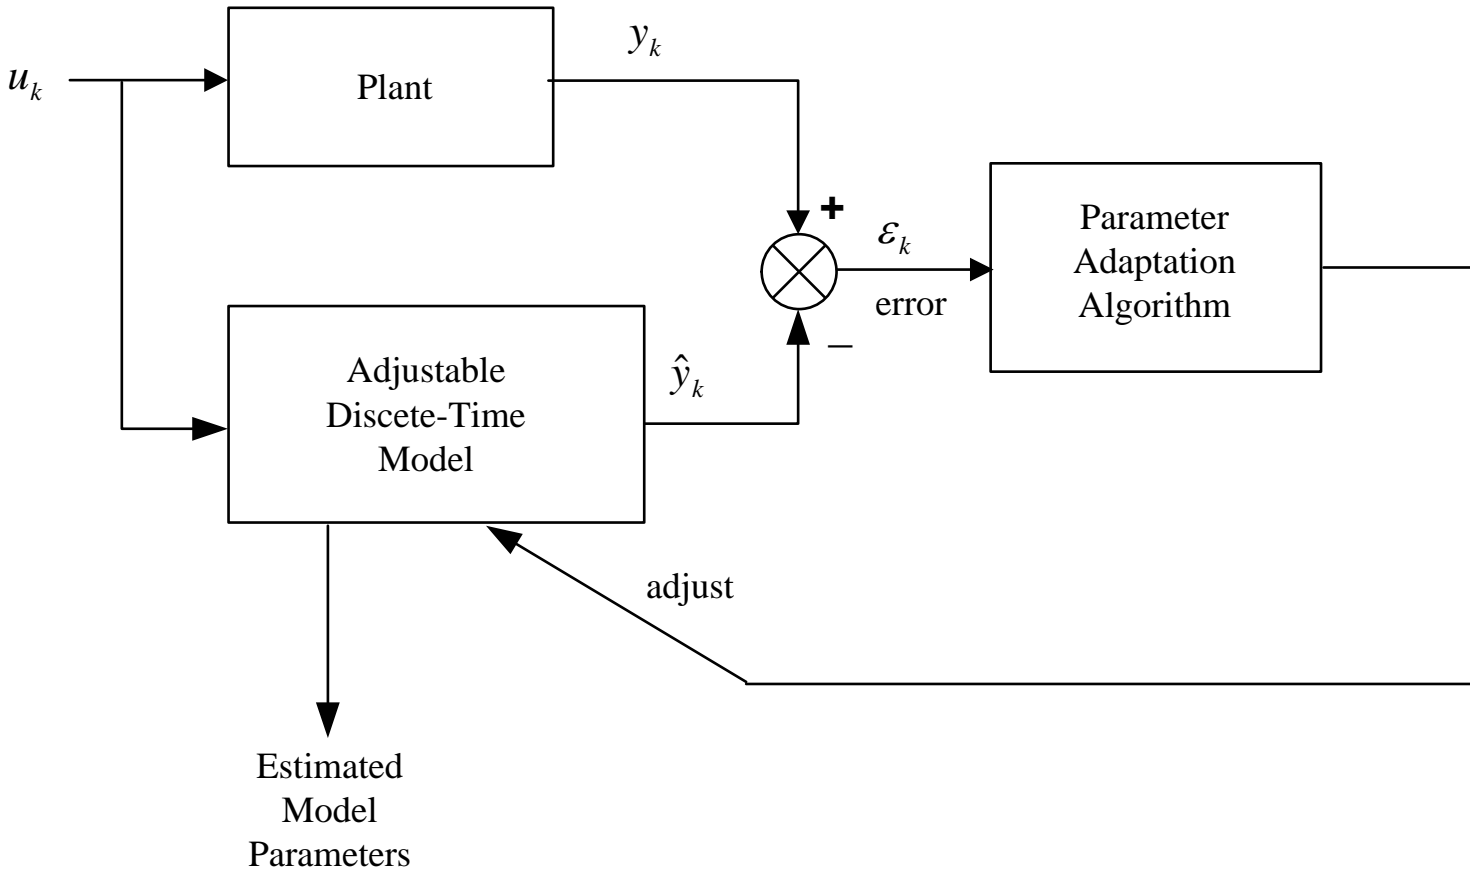 y_k
u_k
Plant
+
ε_k
error
Parameter
Adaptation
Algorithm
−
Adjustable
Discete-Time
Model
ŷ_k
adjust
Estimated
Model
Parameters